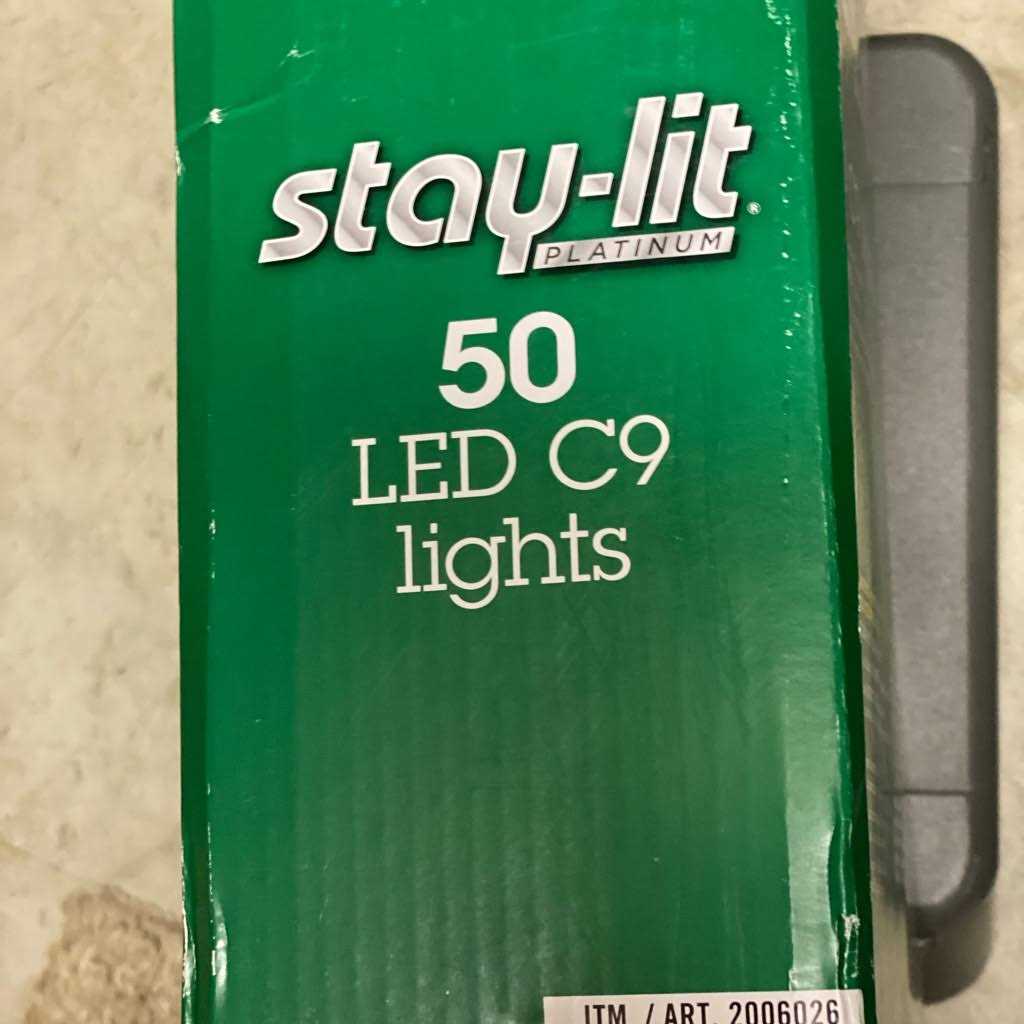 stay-lit®
PLATINUM
50
LED C9
lights
ITM. / ART. 2006026